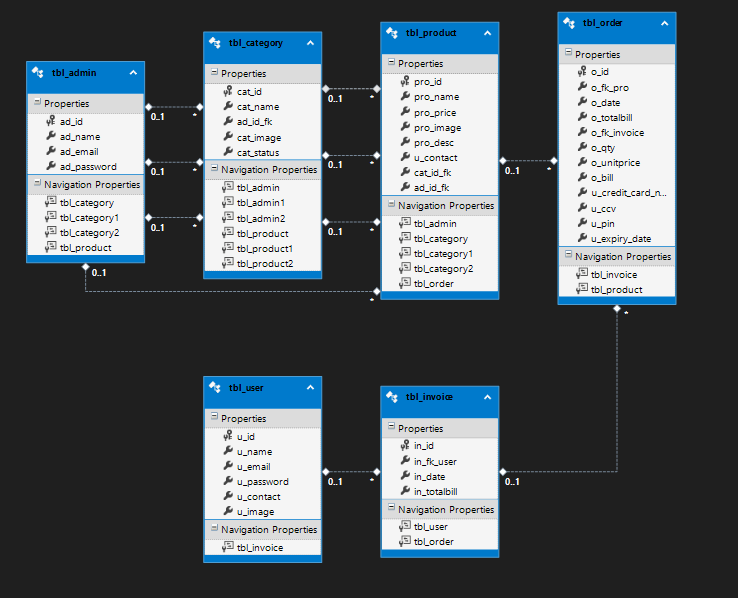 tbl_admin
Properties
ad_id
ad_name
ad_email
ad_password
Navigation Properties
tbl_category
tbl_category1
tbl_category2
tbl_product
0..1
*
0..1
*
0..1
*
0..1
*
tbl_category
Properties
cat_id
cat_name
ad_id_fk
cat_image
cat_status
Navigation Properties
tbl_admin
tbl_admin1
tbl_admin2
tbl_product
tbl_product1
tbl_product2
0..1
*
0..1
*
0..1
*
tbl_product
Properties
pro_id
pro_name
pro_price
pro_image
pro_desc
u_contact
cat_id_fk
ad_id_fk
Navigation Properties
tbl_admin
tbl_category
tbl_category1
tbl_category2
tbl_order
0..1
*
tbl_order
Properties
o_id
o_fk_pro
o_date
o_totalbill
o_fk_invoice
o_qty
o_unitprice
o_bill
u_credit_card_n...
u_ccv
u_pin
u_expiry_date
Navigation Properties
tbl_invoice
tbl_product
*
tbl_user
Properties
u_id
u_name
u_email
u_password
u_contact
u_image
Navigation Properties
tbl_invoice
0..1
*
tbl_invoice
Properties
in_id
in_fk_user
in_date
in_totalbill
Navigation Properties
tbl_user
tbl_order
0..1